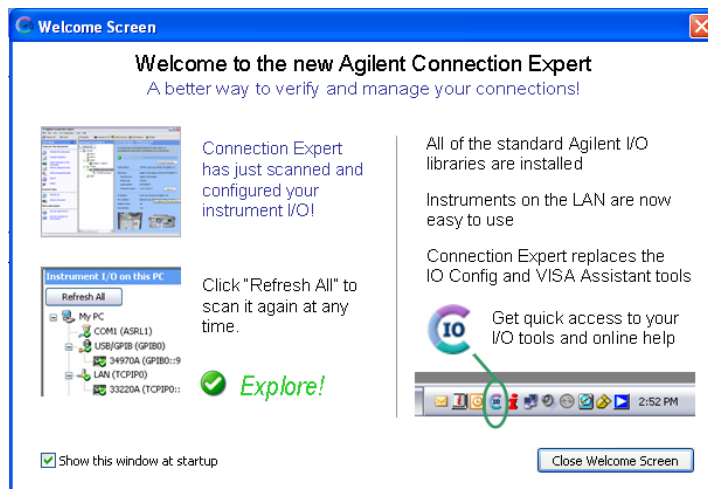 Welcome Screen
Welcome to the new Agilent Connection Expert
A better way to verify and manage your connections!
Connection Expert
has just scanned and
configured your
instrument I/O!
Instrument I/O on this PC
Refresh All
My PC
COM1 (ASRL1)
USB/GPIB (GPIB0)
34970A (GPIB0::9
LAN (TCPIP0)
33220A (TCPIP0::
Click "Refresh All" to
scan it again at any
time.
Explore!
All of the standard Agilent I/O
libraries are installed
Instruments on the LAN are now
easy to use
Connection Expert replaces the
IO Config and VISA Assistant tools
IO
Get quick access to your
I/O tools and online help
2:52 PM
Show this window at startup
Close Welcome Screen